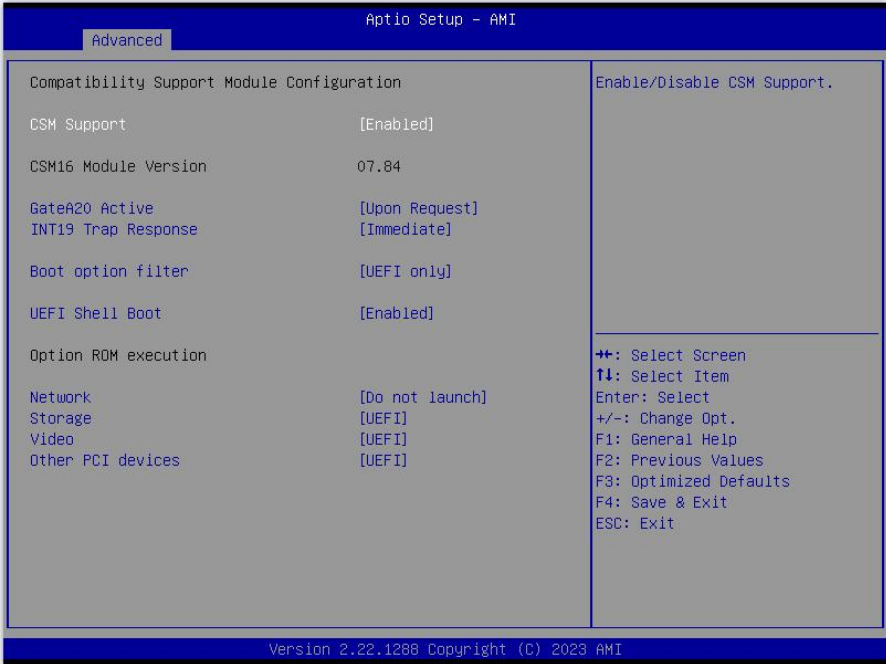 Aptio Setup – AMI
Advanced
Compatibility Support Module Configuration
CSM Support [Enabled]
CSM16 Module Version 07.84
GateA20 Active [Upon Request]
INT19 Trap Response [Immediate]
Boot option filter [UEFI only]
UEFI Shell Boot [Enabled]
Option ROM execution
Network [Do not launch]
Storage [UEFI]
Video [UEFI]
Other PCI devices [UEFI]
Enable/Disable CSM Support.
→←: Select Screen
↑↓: Select Item
Enter: Select
+/-: Change Opt.
F1: General Help
F2: Previous Values
F3: Optimized Defaults
F4: Save & Exit
ESC: Exit
Version 2.22.1288 Copyright (C) 2023 AMI